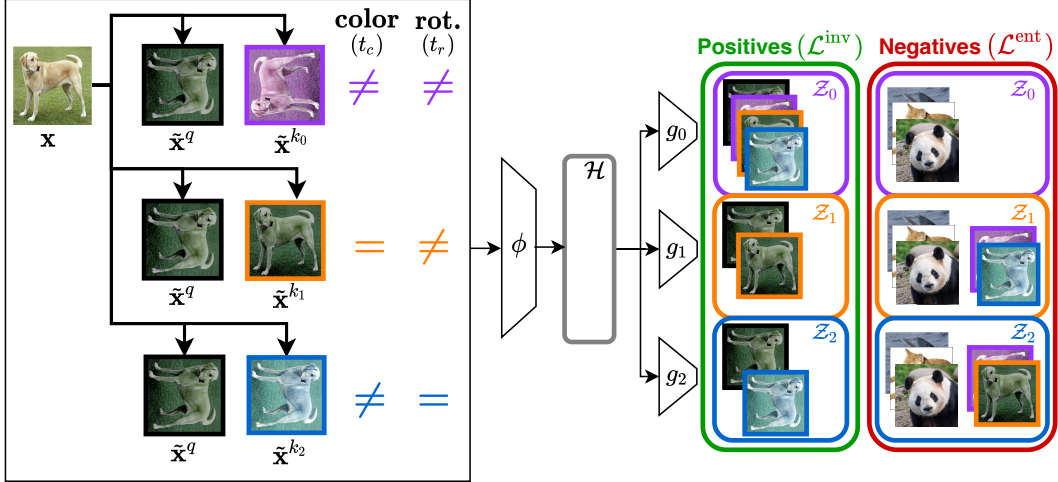 color rot.
(t_c) (t_r)
x
x̃^q x̃^{k_0} ≠ ≠
x̃^q x̃^{k_1} = ≠
x̃^q x̃^{k_2} ≠ =
ϕ
ℋ
g_0
g_1
g_2
Positives (ℒ^inv) Negatives (ℒ^ent)
𝒵_0 𝒵_0
𝒵_1 𝒵_1
𝒵_2 𝒵_2